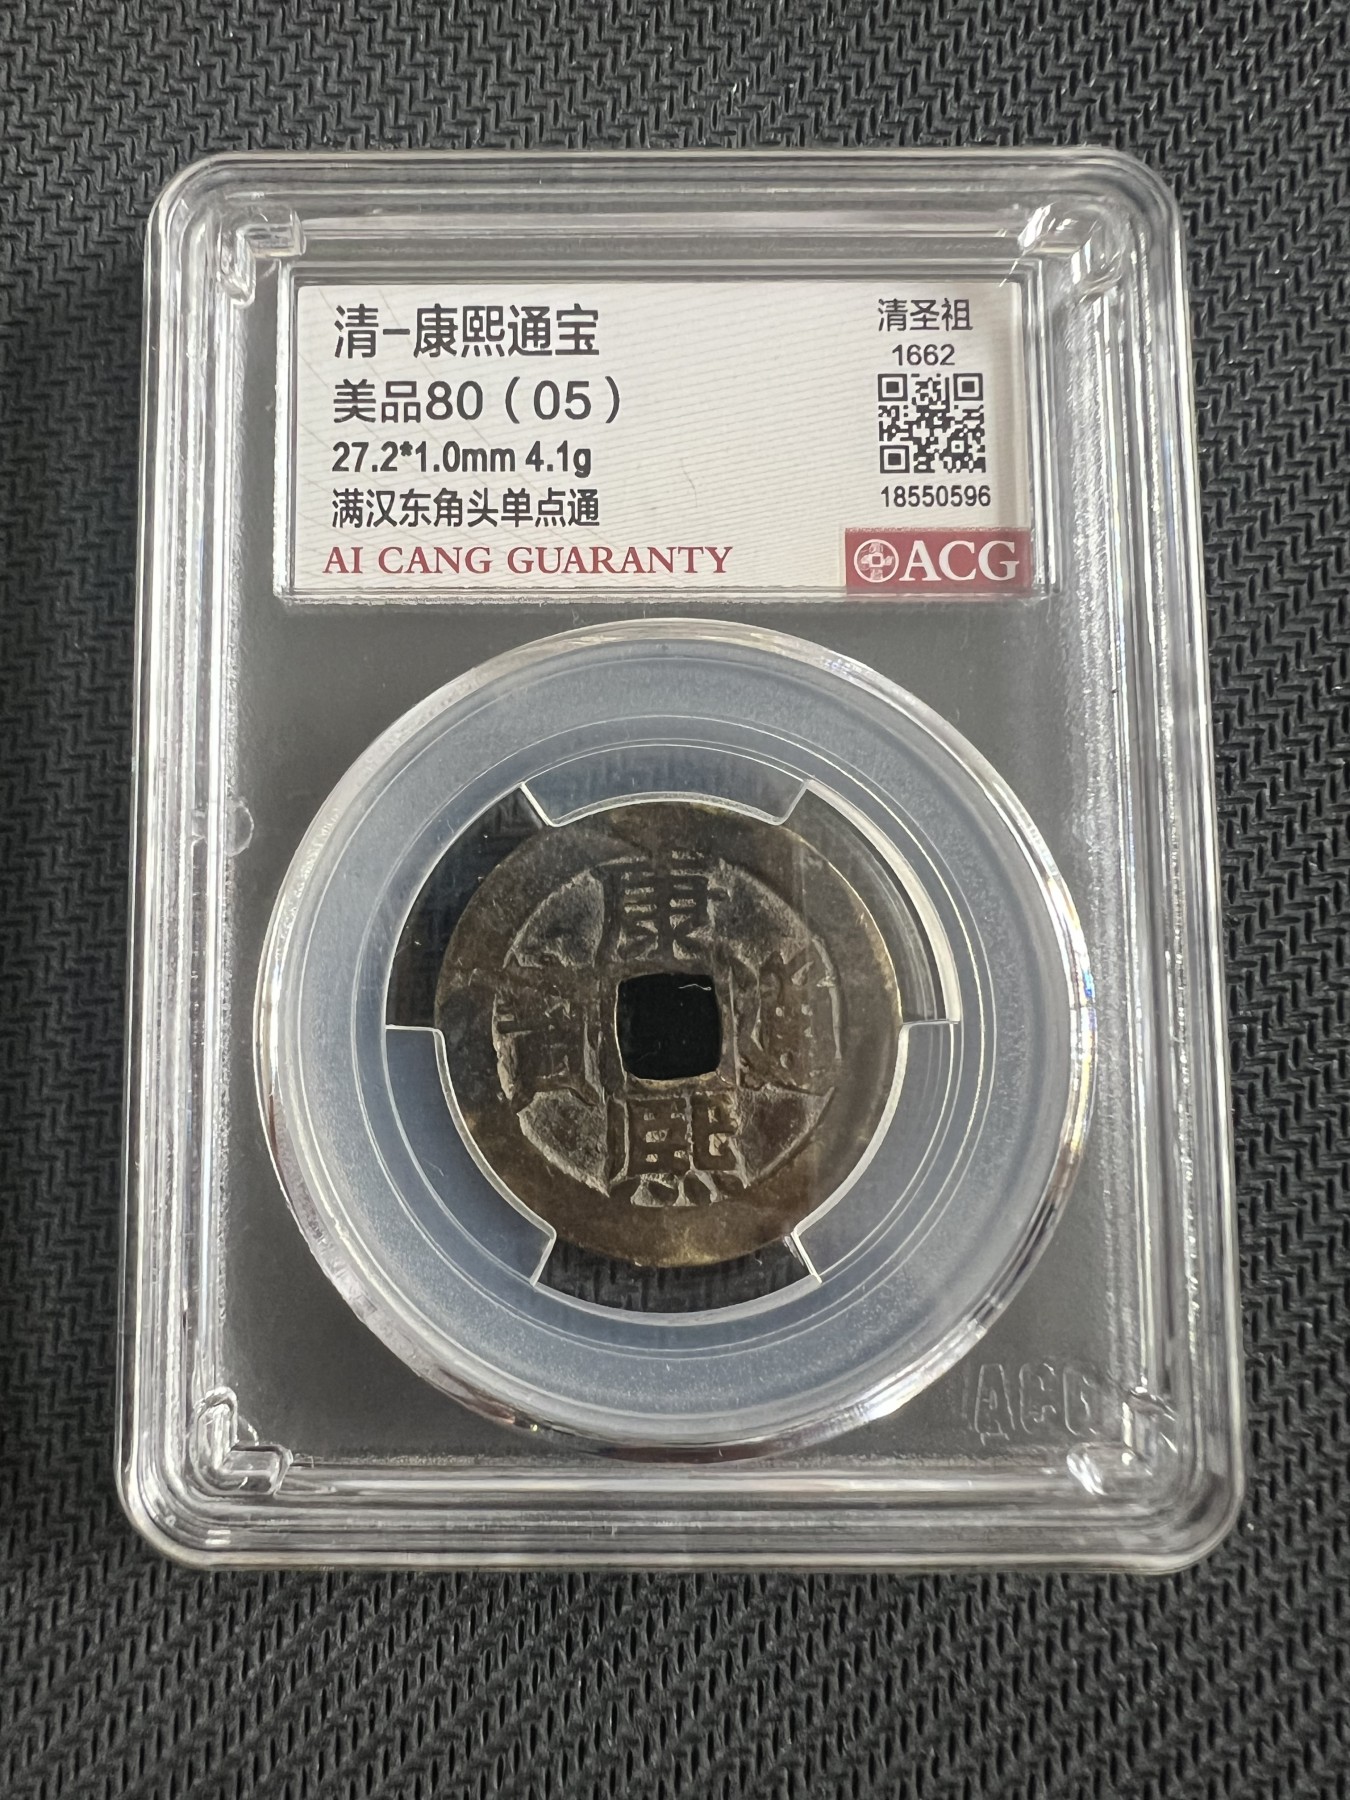 清-康熙通宝
美品80（05）
27.2*1.0mm 4.1g
满汉东角头单点通
AI CANG GUARANTY
清圣祖
1662
18550596
ACG
康
熙
通
寶
ACG